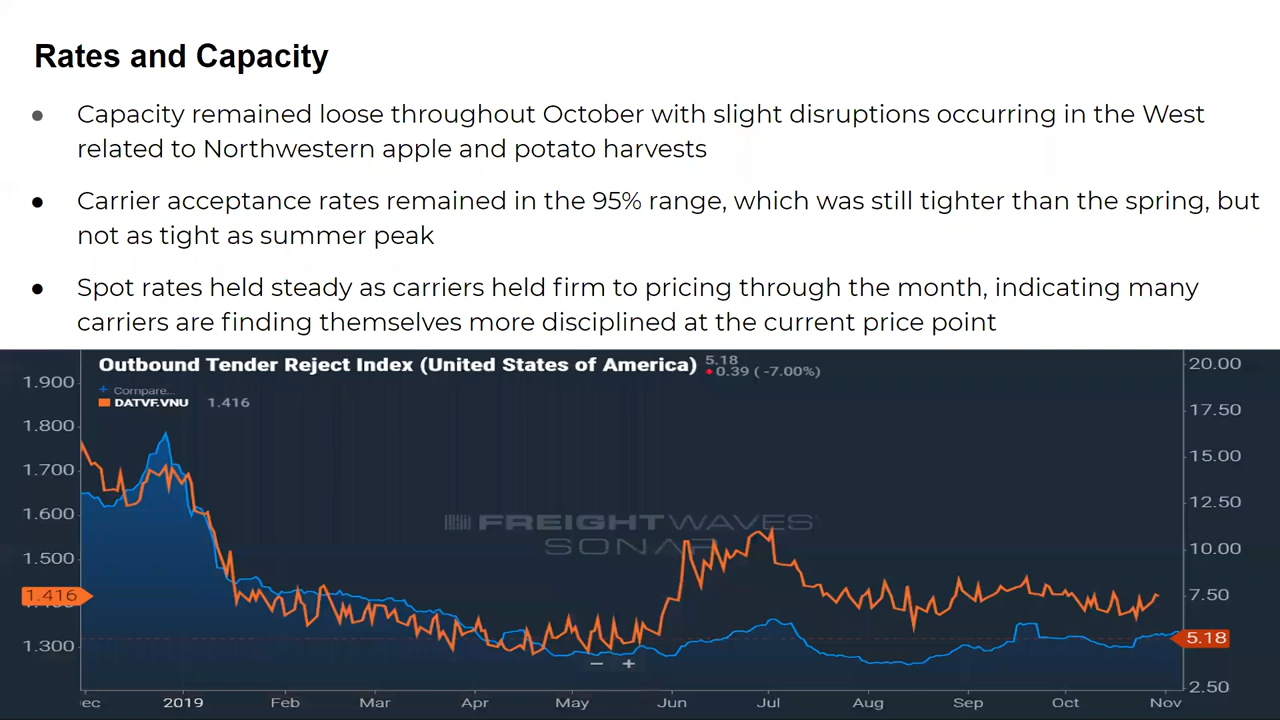 Rates and Capacity
● Capacity remained loose throughout October with slight disruptions occurring in the West
related to Northwestern apple and potato harvests
● Carrier acceptance rates remained in the 95% range, which was still tighter than the spring, but
not as tight as summer peak
● Spot rates held steady as carriers held firm to pricing through the month, indicating many
carriers are finding themselves more disciplined at the current price point
Outbound Tender Reject Index (United States of America) 5.18
0.39 ( -7.00%)
+ Compare...
DATVF.VNU 1.416
1.900
1.800
1.700
1.600
1.500
1.416
1.300
FREIGHTWAVES
SONAR
20.00
17.50
15.00
12.50
10.00
7.50
5.18
2.50
− +
ec 2019 Feb Mar Apr May Jun Jul Aug Sep Oct Nov